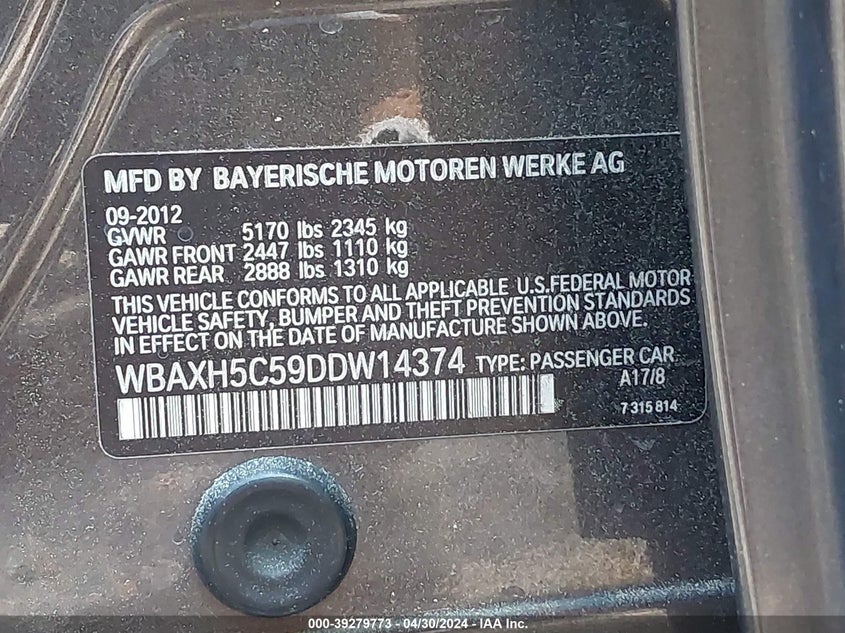 MFD BY BAYERISCHE MOTOREN WERKE AG
09-2012
GVWR 5170 lbs 2345 kg
GAWR FRONT 2447 lbs 1110 kg
GAWR REAR 2888 lbs 1310 kg
THIS VEHICLE CONFORMS TO ALL APPLICABLE U.S.FEDERAL MOTOR
VEHICLE SAFETY, BUMPER AND THEFT PREVENTION STANDARDS
IN EFFECT ON THE DATE OF MANUFACTURE SHOWN ABOVE.
WBAXH5C59DDW14374 TYPE: PASSENGER CAR
A17/8
7 315 814
000-39279773 - 04/30/2024 - IAA Inc.